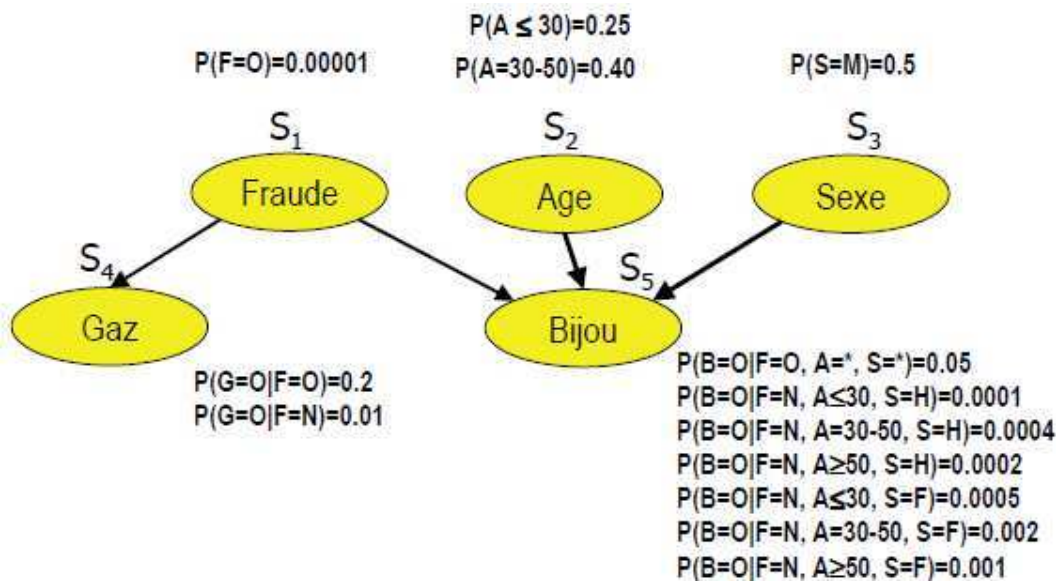 P(A ≤ 30)=0.25
P(F=O)=0.00001
P(A=30-50)=0.40
P(S=M)=0.5
S₁
S₂
S₃
Fraude
Age
Sexe
S₄
S₅
Gaz
Bijou
P(G=O|F=O)=0.2
P(G=O|F=N)=0.01
P(B=O|F=O, A=*, S=*)=0.05
P(B=O|F=N, A≤30, S=H)=0.0001
P(B=O|F=N, A=30-50, S=H)=0.0004
P(B=O|F=N, A≥50, S=H)=0.0002
P(B=O|F=N, A≤30, S=F)=0.0005
P(B=O|F=N, A=30-50, S=F)=0.002
P(B=O|F=N, A≥50, S=F)=0.001